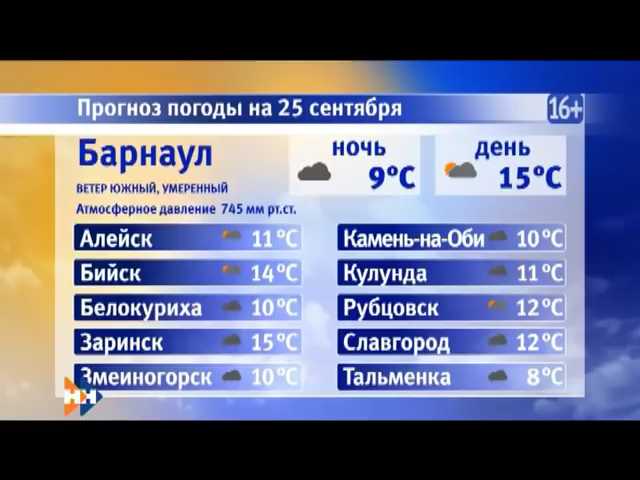 Прогноз погоды на 25 сентября
16+
Барнаул
ночь
9°C
день
15°C
ВЕТЕР ЮЖНЫЙ, УМЕРЕННЫЙ
Атмосферное давление 745 мм рт.ст.
Алейск 11°C
Бийск 14°C
Белокуриха 10°C
Заринск 15°C
Змеиногорск 10°C
Камень-на-Оби 10°C
Кулунда 11°C
Рубцовск 12°C
Славгород 12°C
Тальменка 8°C
НН